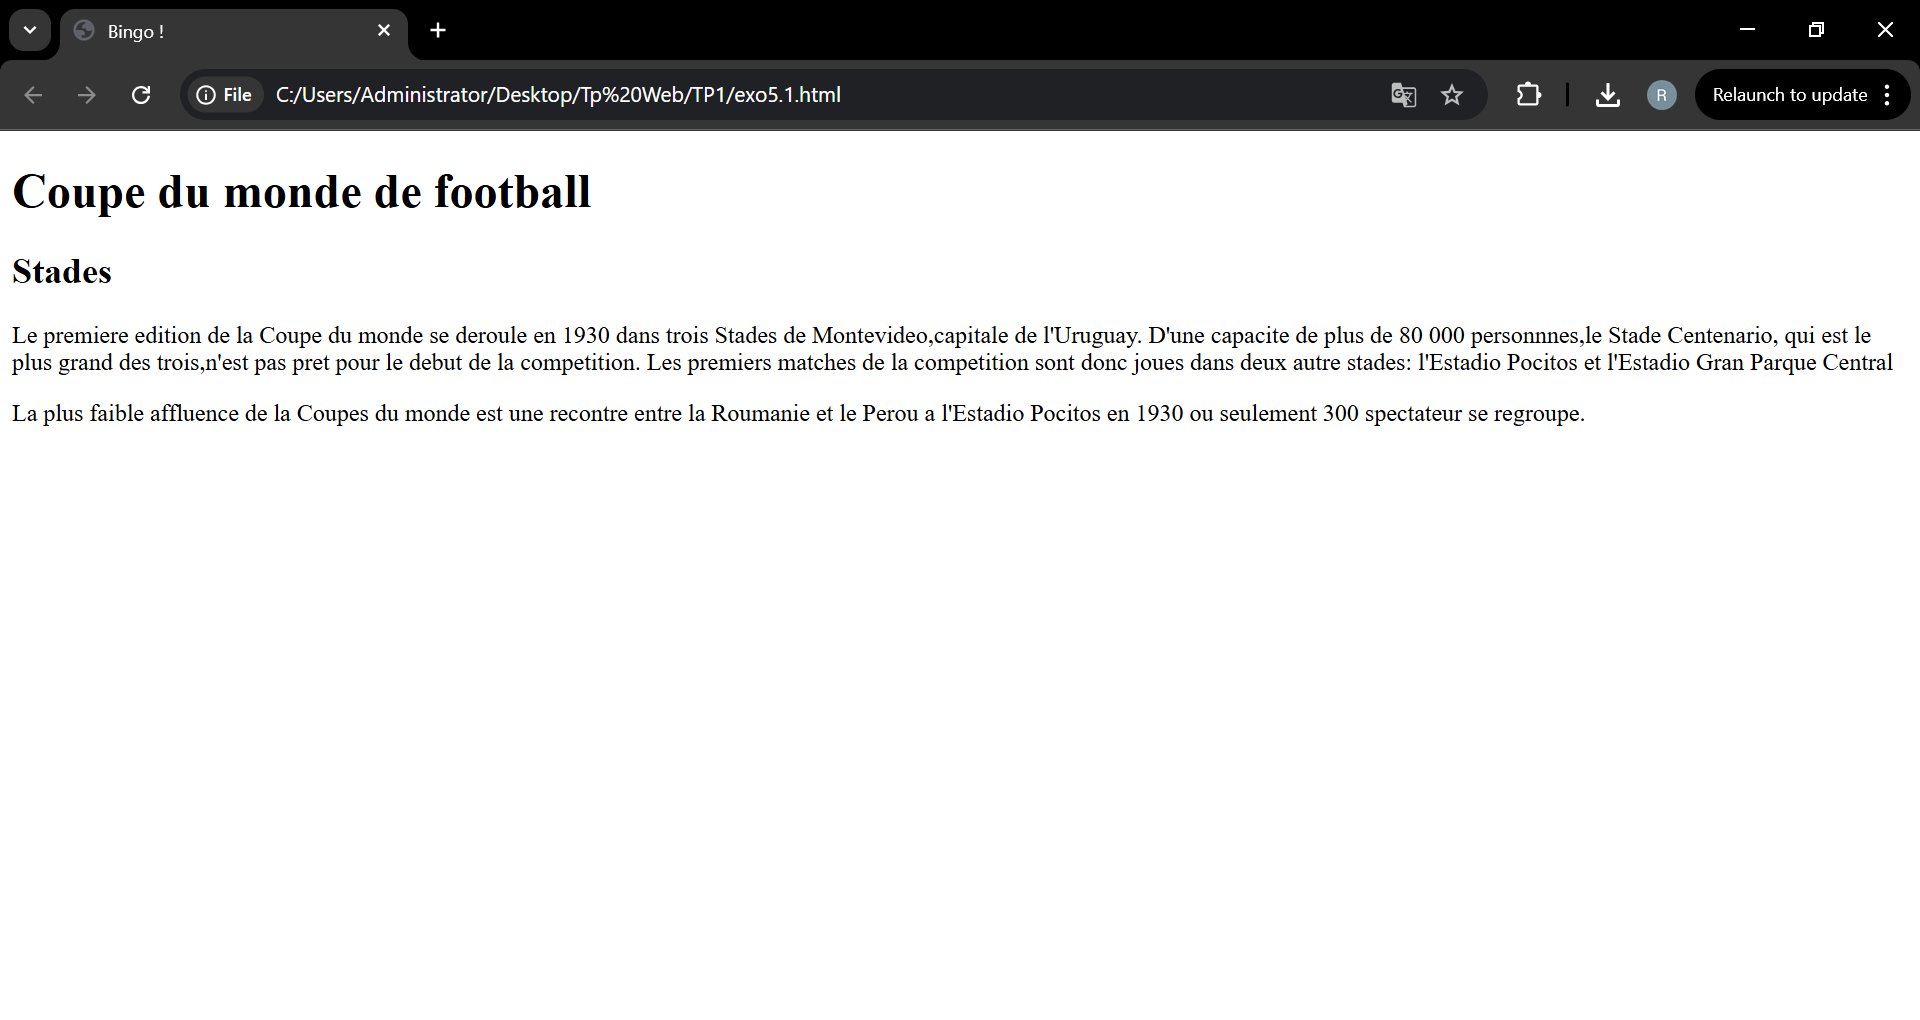 Bingo !
File
C:/Users/Administrator/Desktop/Tp%20Web/TP1/exo5.1.html
R
Relaunch to update
Coupe du monde de football
Stades
Le premiere edition de la Coupe du monde se deroule en 1930 dans trois Stades de Montevideo,capitale de l'Uruguay. D'une capacite de plus de 80 000 personnnes,le Stade Centenario, qui est le
plus grand des trois,n'est pas pret pour le debut de la competition. Les premiers matches de la competition sont donc joues dans deux autre stades: l'Estadio Pocitos et l'Estadio Gran Parque Central
La plus faible affluence de la Coupes du monde est une recontre entre la Roumanie et le Perou a l'Estadio Pocitos en 1930 ou seulement 300 spectateur se regroupe.